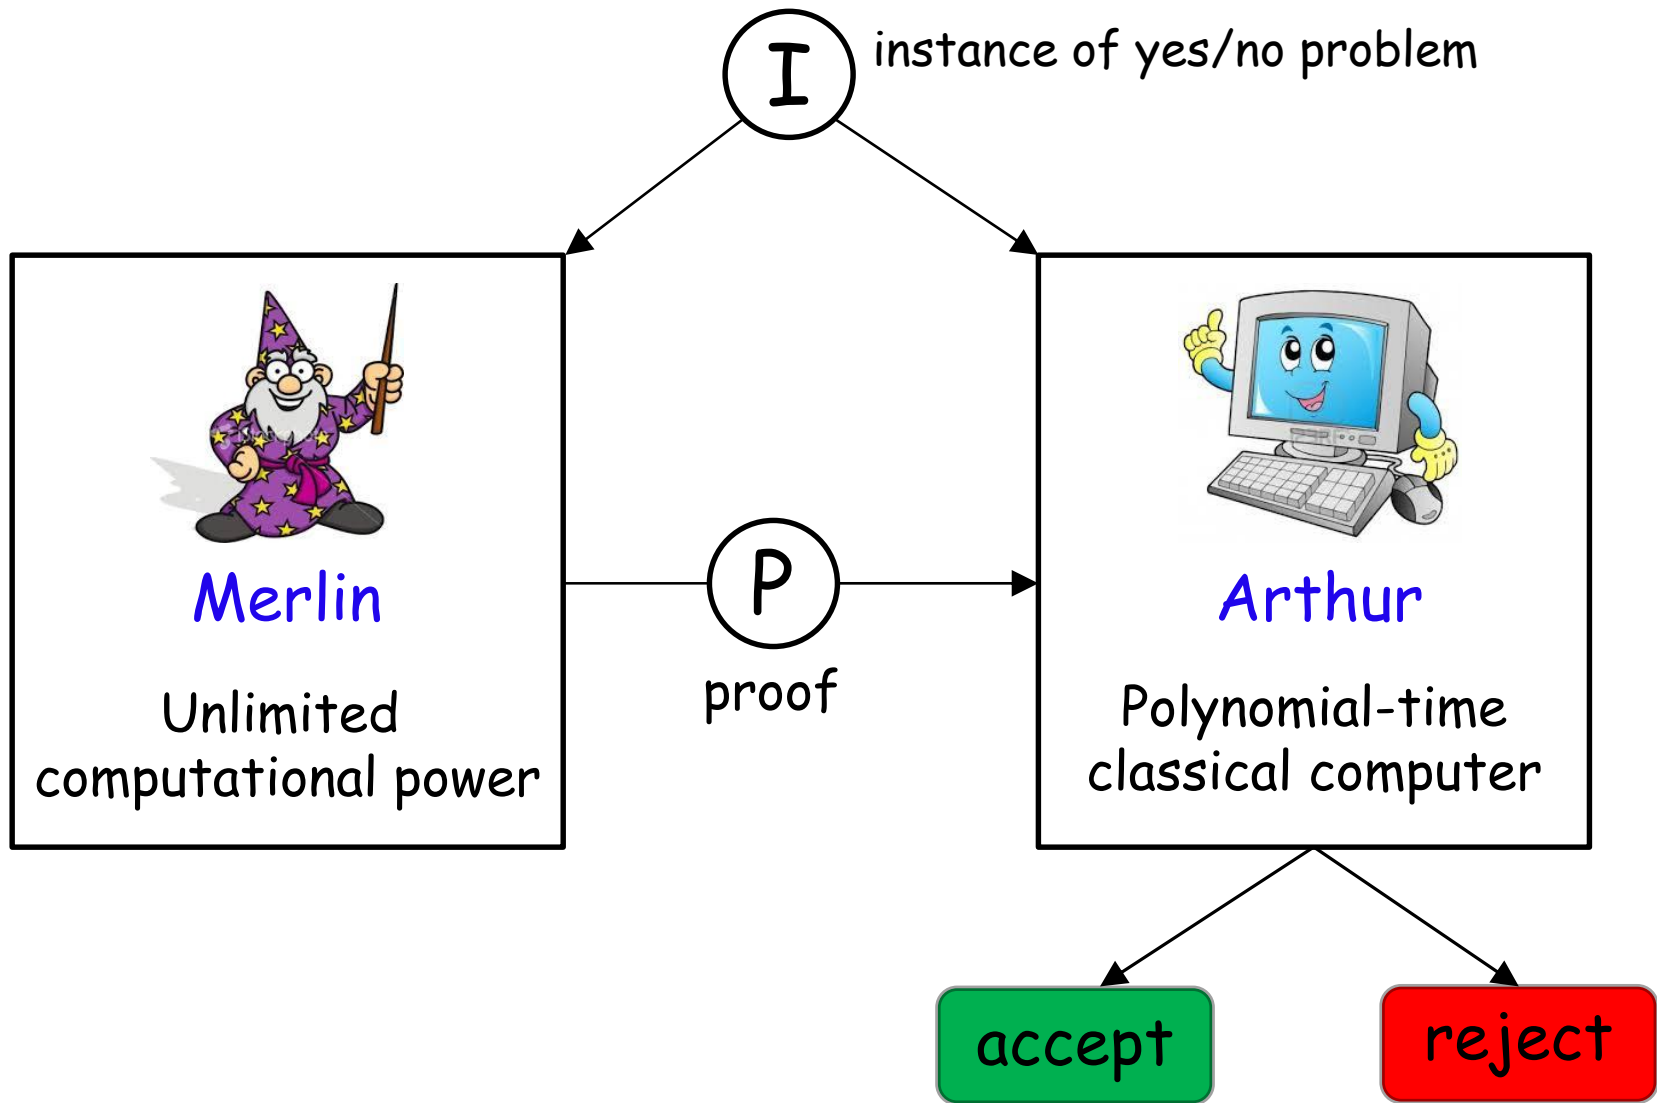 I
instance of yes/no problem
Merlin
Unlimited
computational power
P
proof
Arthur
Polynomial-time
classical computer
accept
reject